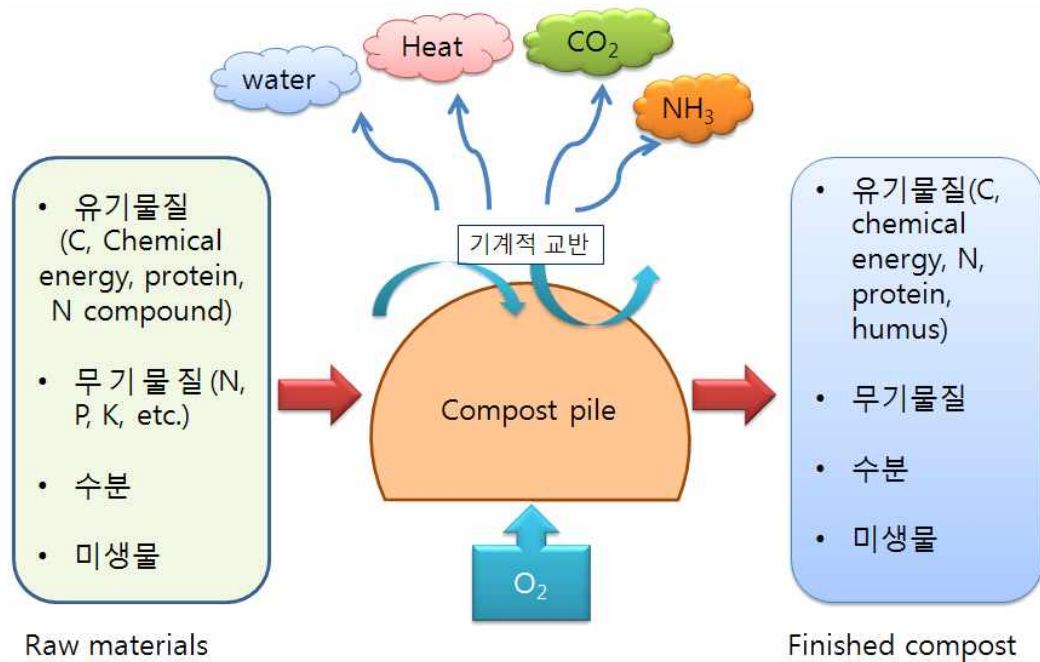 water
Heat
CO₂
NH₃
• 유기물질
(C, Chemical
energy, protein,
N compound)
• 무기물질(N,
P, K, etc.)
• 수분
• 미생물
Raw materials
기계적 교반
Compost pile
O₂
• 유기물질(C,
chemical
energy, N,
protein,
humus)
• 무기물질
• 수분
• 미생물
Finished compost